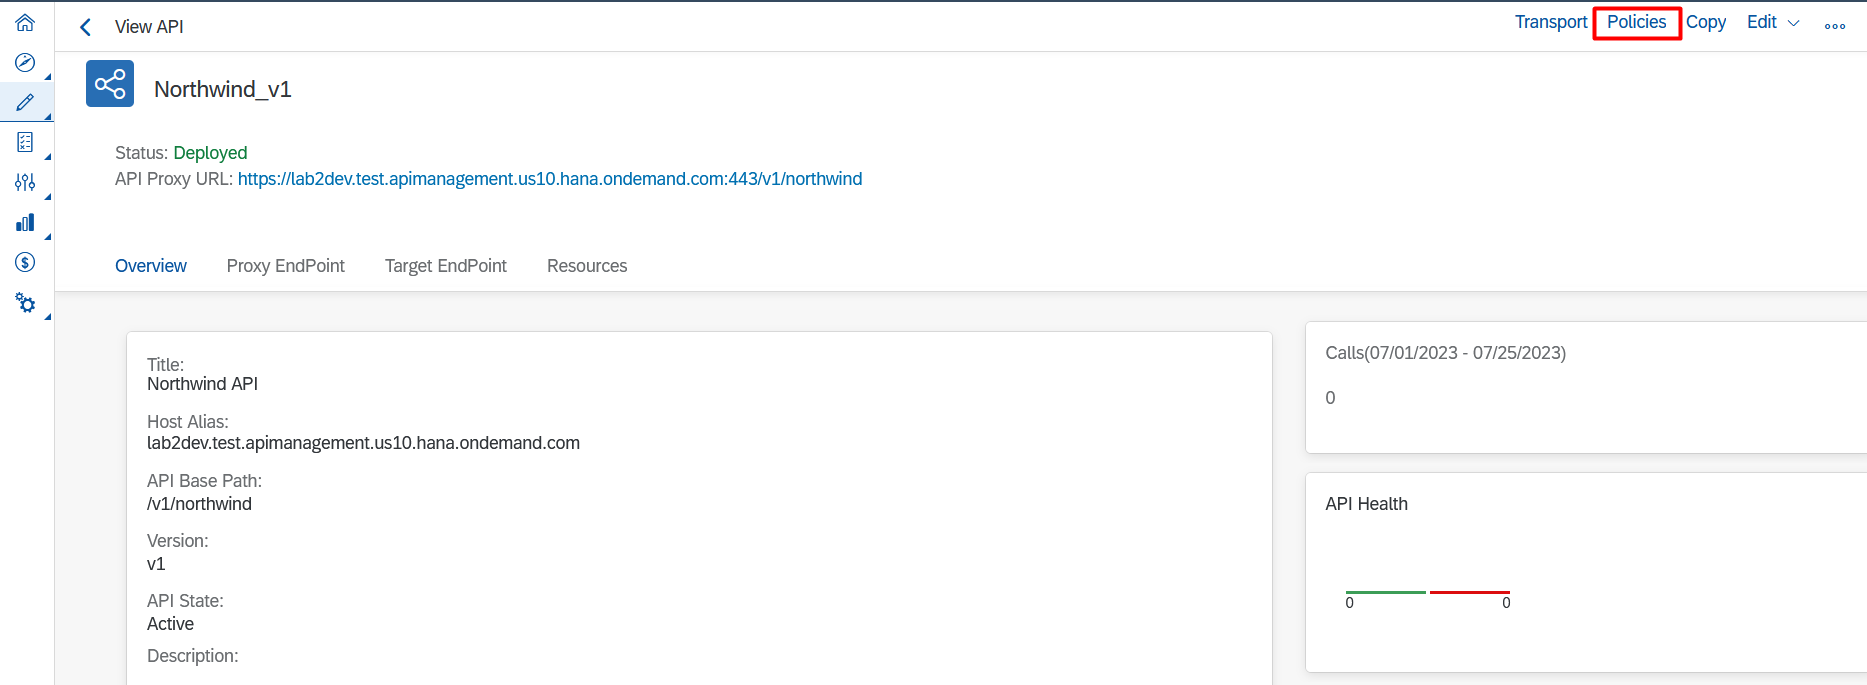 View API
Transport Policies Copy Edit
Northwind_v1
Status: Deployed
API Proxy URL: https://lab2dev.test.apimanagement.us10.hana.ondemand.com:443/v1/northwind
Overview Proxy EndPoint Target EndPoint Resources
Title:
Northwind API
Host Alias:
lab2dev.test.apimanagement.us10.hana.ondemand.com
API Base Path:
/v1/northwind
Version:
v1
API State:
Active
Description:
Calls(07/01/2023 - 07/25/2023)
0
API Health
0 0